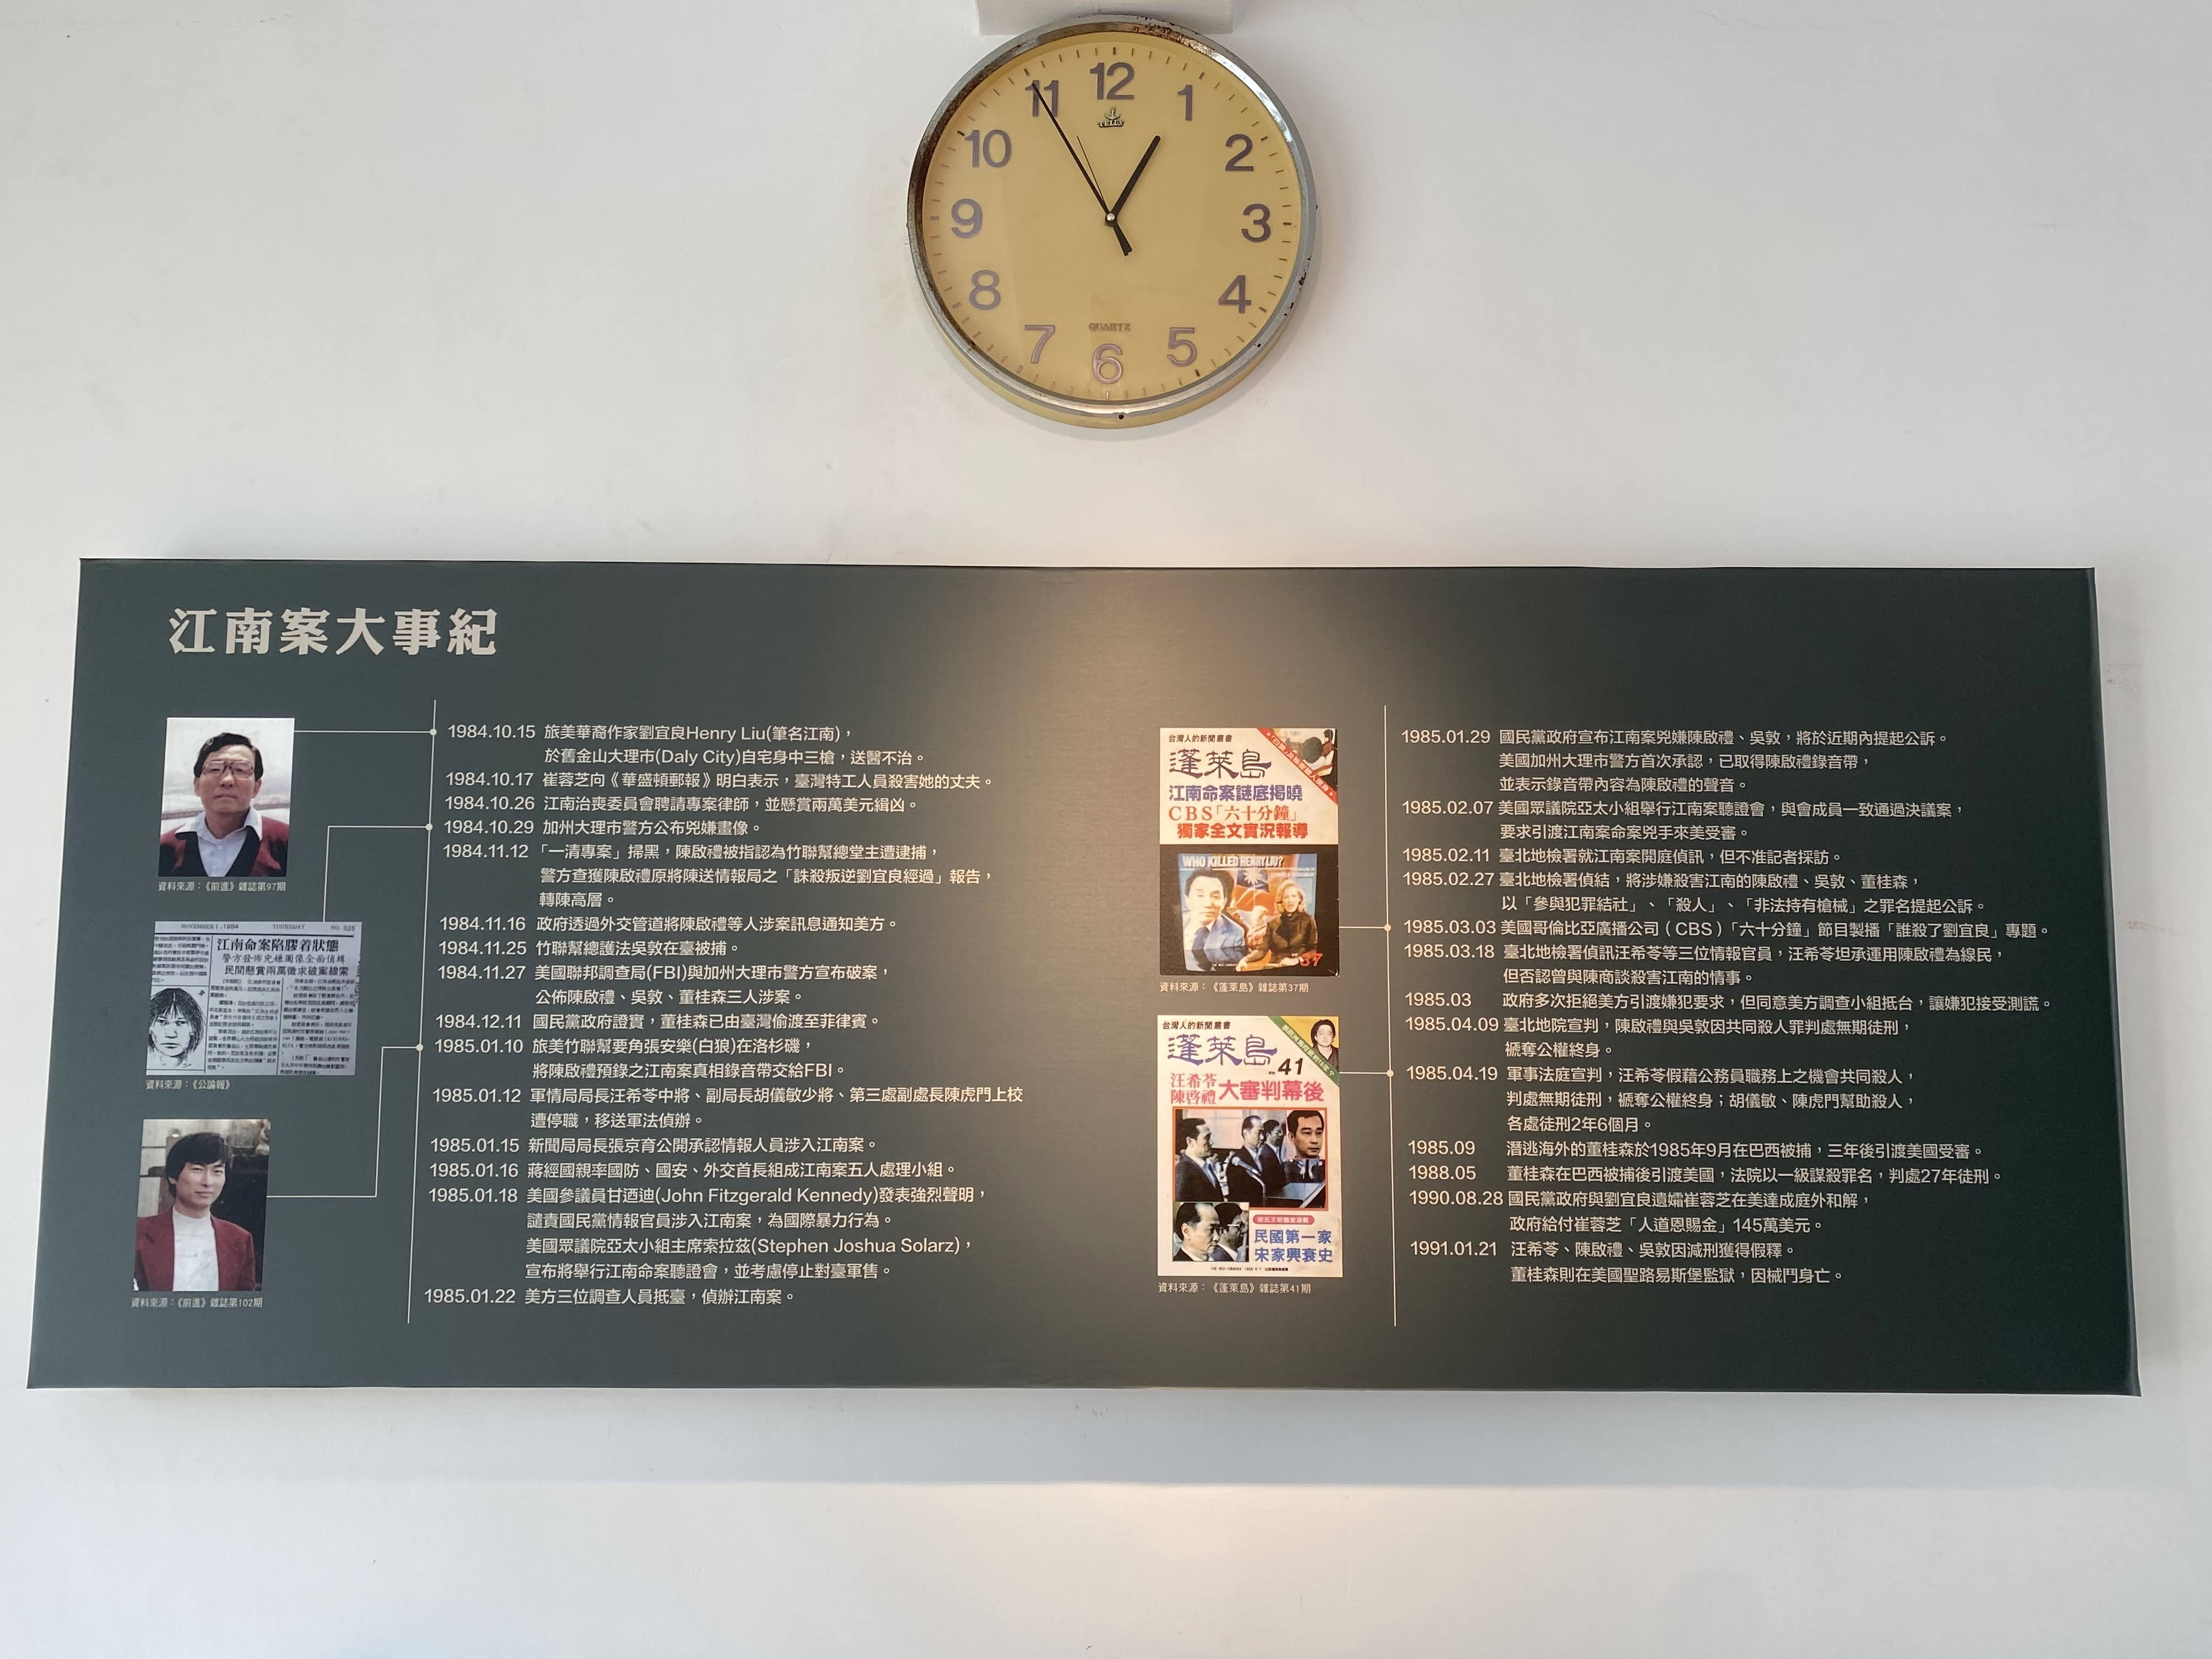 12
1
2
3
4
5
6
7
8
9
10
11
QUARTZ
江南案大事紀
資料來源：《前進》雜誌第97期
NOVEMBER 1, 1984 THURSDAY NO. 325
江南命案陷膠着狀態
警方發佈兇嫌圖像全面偵緝
民間懸賞兩萬徵求破案線索
資料來源：《公論報》
資料來源：《前進》雜誌第102期
1984.10.15 旅美華裔作家劉宜良Henry Liu(筆名江南)，
於舊金山大理市(Daly City)自宅身中三槍，送醫不治。
1984.10.17 崔蓉芝向《華盛頓郵報》明白表示，臺灣特工人員殺害她的丈夫。
1984.10.26 江南治喪委員會聘請專案律師，並懸賞兩萬美元緝凶。
1984.10.29 加州大理市警方公布兇嫌畫像。
1984.11.12 「一清專案」掃黑，陳啟禮被指認為竹聯幫總堂主遭逮捕，
警方查獲陳啟禮原將陳送情報局之「誅殺叛逆劉宜良經過」報告，
轉陳高層。
1984.11.16 政府透過外交管道將陳啟禮等人涉案訊息通知美方。
1984.11.25 竹聯幫總護法吳敦在臺被捕。
1984.11.27 美國聯邦調查局(FBI)與加州大理市警方宣布破案，
公佈陳啟禮、吳敦、董桂森三人涉案。
1984.12.11 國民黨政府證實，董桂森已由臺灣偷渡至菲律賓。
1985.01.10 旅美竹聯幫要角張安樂(白狼)在洛杉磯，
將陳啟禮預錄之江南案真相錄音帶交給FBI。
1985.01.12 軍情局局長汪希苓中將、副局長胡儀敏少將、第三處副處長陳虎門上校
遭停職，移送軍法偵辦。
1985.01.15 新聞局局長張京育公開承認情報人員涉入江南案。
1985.01.16 蔣經國親率國防、國安、外交首長組成江南案五人處理小組。
1985.01.18 美國參議員甘迺迪(John Fitzgerald Kennedy)發表強烈聲明，
譴責國民黨情報官員涉入江南案，為國際暴力行為。
美國眾議院亞太小組主席索拉茲(Stephen Joshua Solarz)，
宣布將舉行江南命案聽證會，並考慮停止對臺軍售。
1985.01.22 美方三位調查人員抵臺，偵辦江南案。
台灣人的新聞叢書
蓬萊島
江南命案謎底揭曉
CBS「六十分鐘」
獨家全文實況報導
WHO KILLED HENRY LIU?
37
資料來源：《蓬萊島》雜誌第37期
台灣人的新聞叢書
蓬萊島
41
汪希苓
陳啓禮
大審判幕後
民國第一家
宋家興衰史
資料來源：《蓬萊島》雜誌第41期
1985.01.29 國民黨政府宣布江南案兇嫌陳啟禮、吳敦，將於近期內提起公訴。
美國加州大理市警方首次承認，已取得陳啟禮錄音帶，
並表示錄音帶內容為陳啟禮的聲音。
1985.02.07 美國眾議院亞太小組舉行江南案聽證會，與會成員一致通過決議案，
要求引渡江南案命案兇手來美受審。
1985.02.11 臺北地檢署就江南案開庭偵訊，但不准記者採訪。
1985.02.27 臺北地檢署偵結，將涉嫌殺害江南的陳啟禮、吳敦、董桂森，
以「參與犯罪結社」、「殺人」、「非法持有槍械」之罪名提起公訴。
1985.03.03 美國哥倫比亞廣播公司（CBS）「六十分鐘」節目製播「誰殺了劉宜良」專題。
1985.03.18 臺北地檢署偵訊汪希苓等三位情報官員，汪希苓坦承運用陳啟禮為線民，
但否認曾與陳商談殺害江南的情事。
1985.03 政府多次拒絕美方引渡嫌犯要求，但同意美方調查小組抵台，讓嫌犯接受測謊。
1985.04.09 臺北地院宣判，陳啟禮與吳敦因共同殺人罪判處無期徒刑，
褫奪公權終身。
1985.04.19 軍事法庭宣判，汪希苓假藉公務員職務上之機會共同殺人，
判處無期徒刑，褫奪公權終身；胡儀敏、陳虎門幫助殺人，
各處徒刑2年6個月。
1985.09 潛逃海外的董桂森於1985年9月在巴西被捕，三年後引渡美國受審。
1988.05 董桂森在巴西被捕後引渡美國，法院以一級謀殺罪名，判處27年徒刑。
1990.08.28 國民黨政府與劉宜良遺孀崔蓉芝在美達成庭外和解，
政府給付崔蓉芝「人道恩賜金」145萬美元。
1991.01.21 汪希苓、陳啟禮、吳敦因減刑獲得假釋。
董桂森則在美國聖路易斯堡監獄，因械鬥身亡。